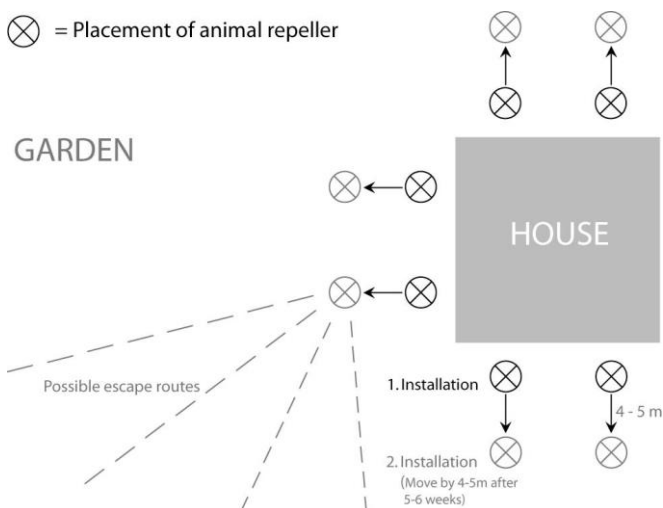 = Placement of animal repeller
GARDEN
HOUSE
Possible escape routes
1. Installation
4 - 5 m
2. Installation
(Move by 4-5m after
5-6 weeks)